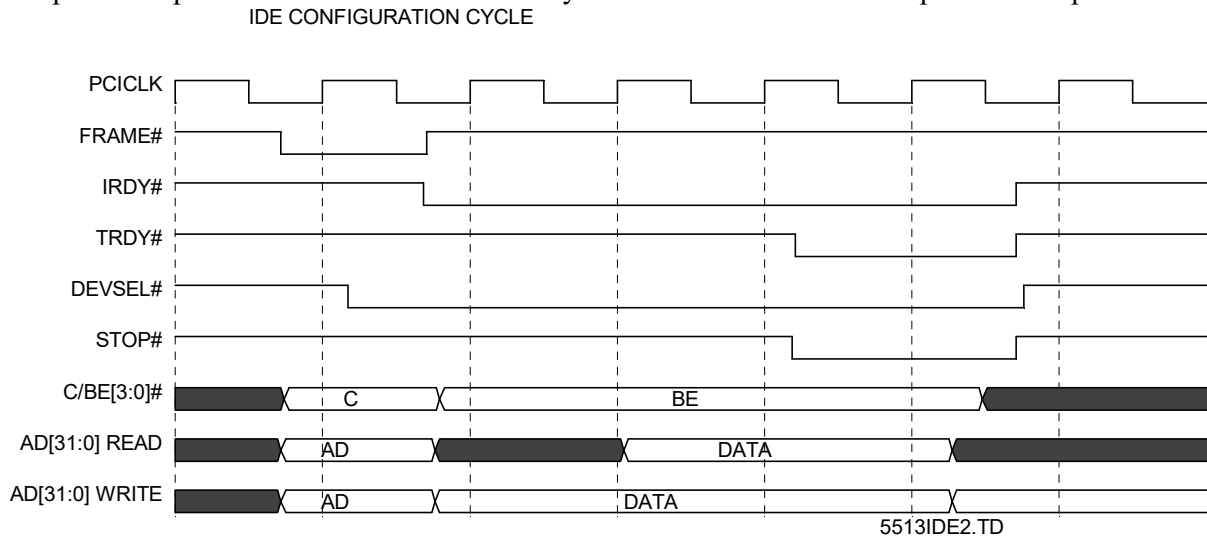 IDE CONFIGURATION CYCLE
PCICLK
FRAME#
IRDY#
TRDY#
DEVSEL#
STOP#
C/BE[3:0]# C BE
AD[31:0] READ AD DATA
AD[31:0] WRITE AD DATA
5513IDE2.TD